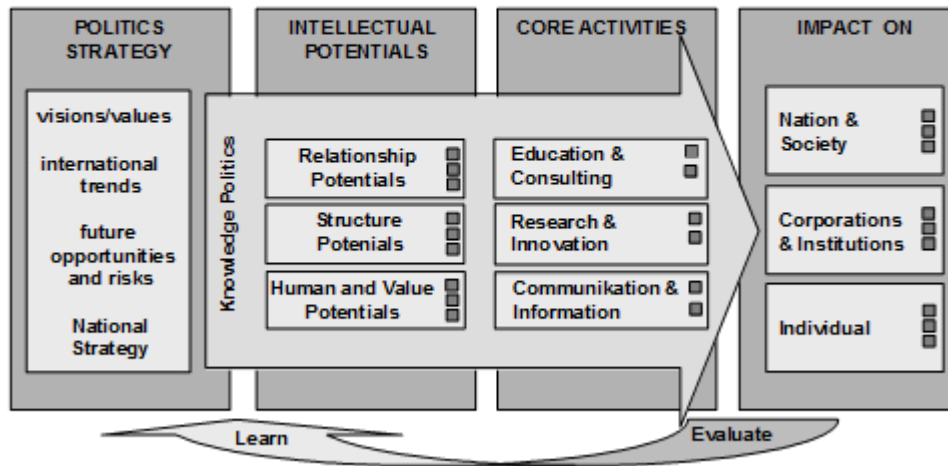 POLITICS
STRATEGY
visions/values
international
trends
future
opportunities
and risks
National
Strategy
Knowledge Politics
INTELLECTUAL
POTENTIALS
Relationship
Potentials
Structure
Potenials
Human and Value
Potentials
CORE ACTIVITIES
Education &
Consulting
Research &
Innovation
Communikation &
Information
IMPACT ON
Nation &
Society
Corporations
& Institutions
Individual
Learn
Evaluate